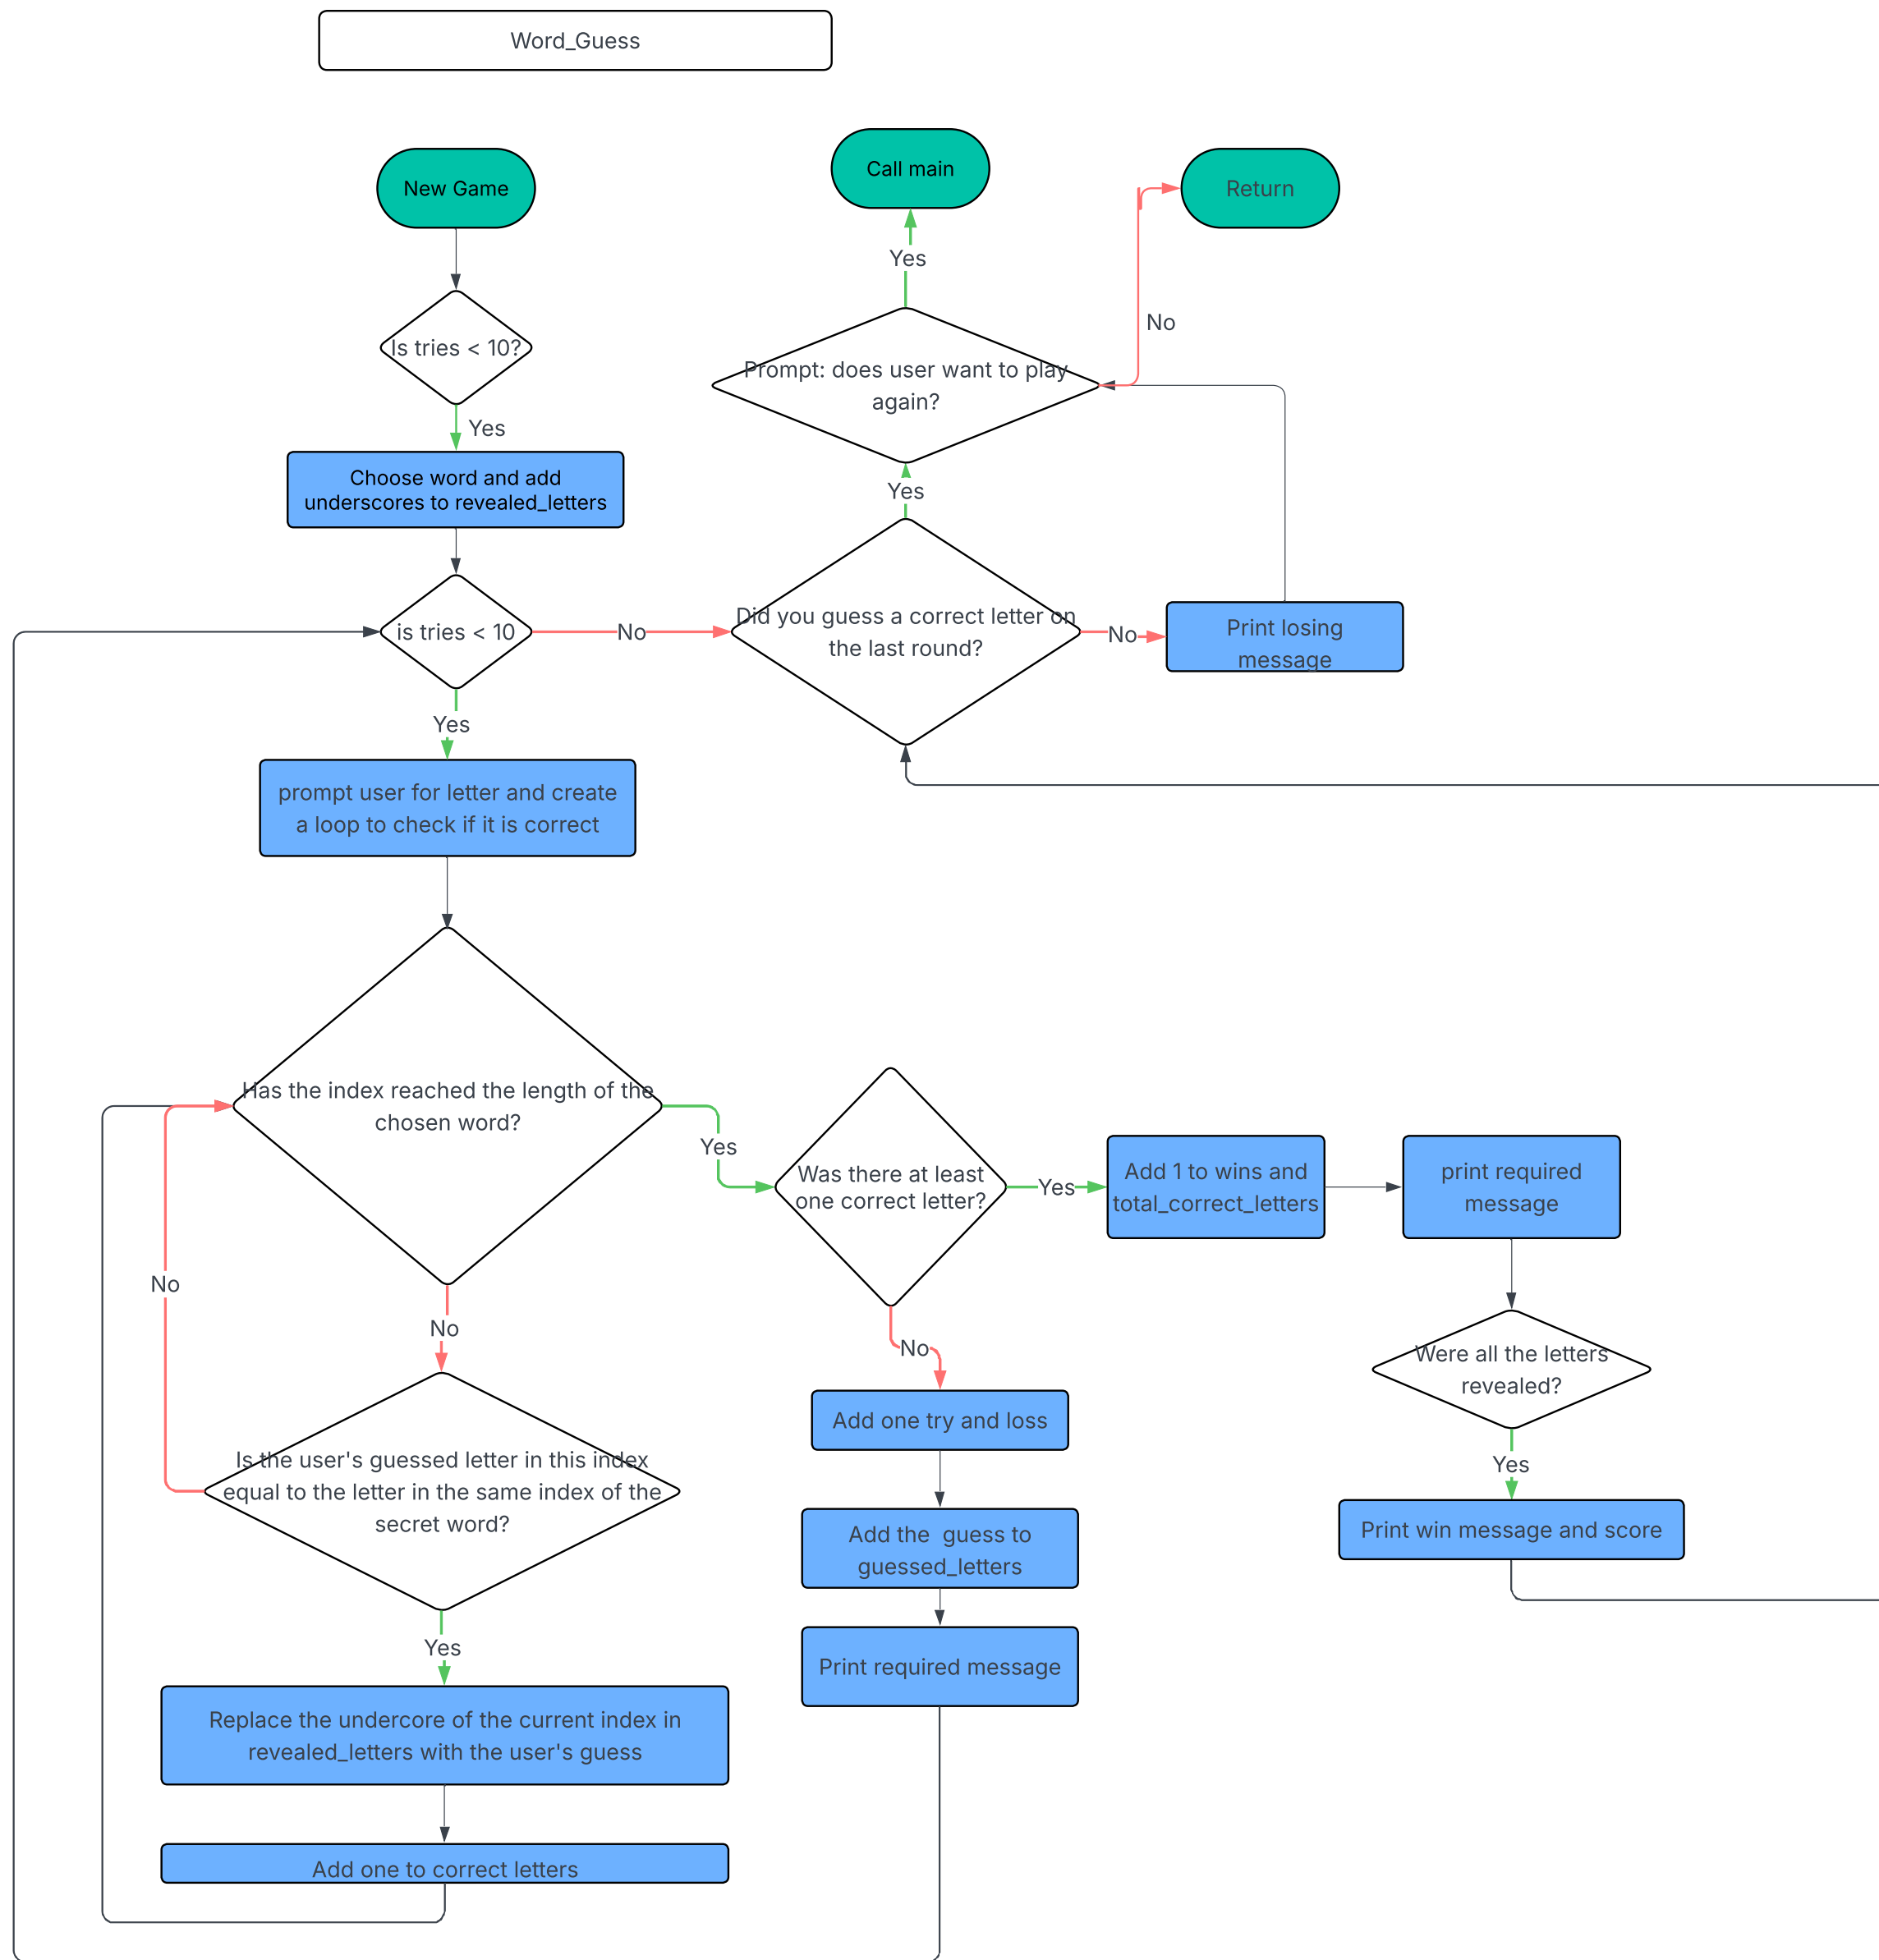 Word_Guess
New Game
Call main
Return
Yes
No
Is tries < 10?
Prompt: does user want to play
again?
Yes
Choose word and add
underscores to revealed_letters
Yes
is tries < 10
No
Did you guess a correct letter on
the last round?
No
Print losing
message
Yes
prompt user for letter and create
a loop to check if it is correct
Has the index reached the length of the
chosen word?
Yes
Was there at least
one correct letter?
Yes
Add 1 to wins and
total_correct_letters
print required
message
No
No
No
Were all the letters
revealed?
Add one try and loss
Yes
Is the user's guessed letter in this index
equal to the letter in the same index of the
secret word?
Print win message and score
Add the  guess to
guessed_letters
Yes
Print required message
Replace the undercore of the current index in
revealed_letters with the user's guess
Add one to correct letters